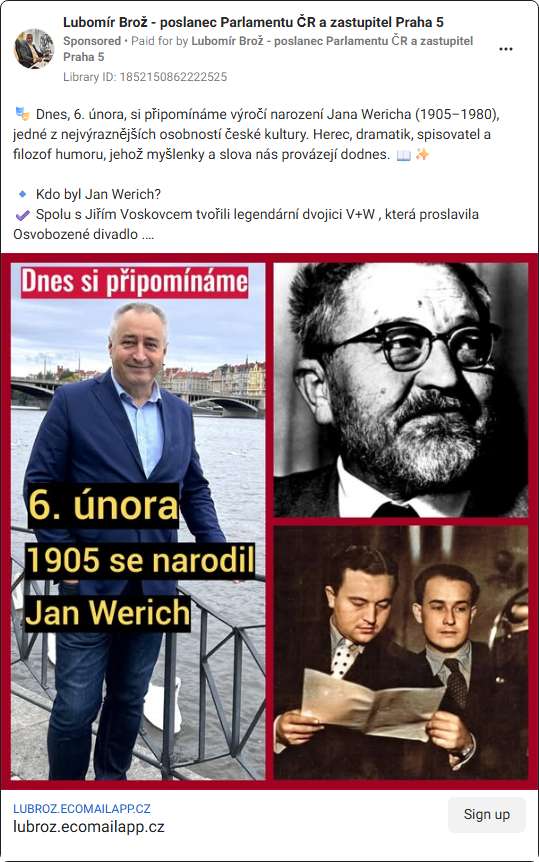 Lubomír Brož - poslanec Parlamentu ČR a zastupitel Praha 5
Sponsored • Paid for by Lubomír Brož - poslanec Parlamentu ČR a zastupitel
Praha 5
Library ID: 1852150862222525
🎭 Dnes, 6. února, si připomínáme výročí narození Jana Wericha (1905–1980),
jedné z nejvýraznějších osobností české kultury. Herec, dramatik, spisovatel a
filozof humoru, jehož myšlenky a slova nás provázejí dodnes. 📖 ✨
🔹 Kdo byl Jan Werich?
✔ Spolu s Jiřím Voskovcem tvořili legendární dvojici V+W , která proslavila
Osvobozené divadlo ....
Dnes si připomínáme
6. února
1905 se narodil
Jan Werich
LUBROZ.ECOMAILAPP.CZ
lubroz.ecomailapp.cz
Sign up